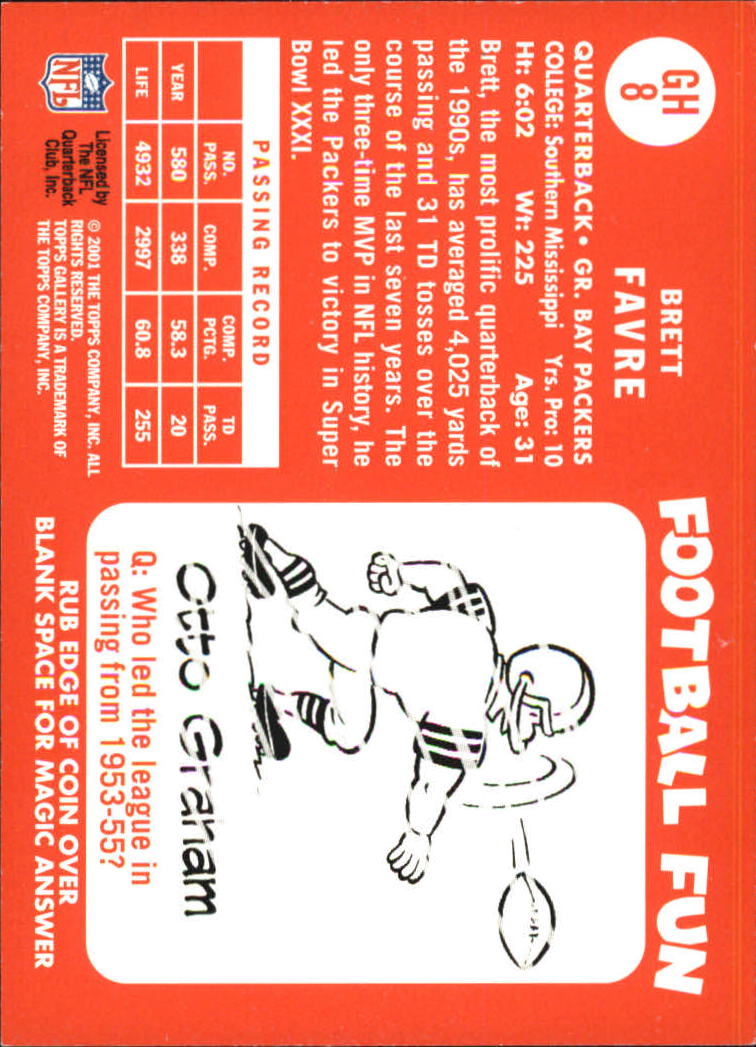 GH
8
BRETT
FAVRE
QUARTERBACK • GR. BAY PACKERS
COLLEGE: Southern Mississippi Yrs. Pro: 10
Ht: 6:02 Wt: 225 Age: 31
Brett, the most prolific quarterback of
the 1990s, has averaged 4,025 yards
passing and 31 TD tosses over the
course of the last seven years. The
only three-time MVP in NFL history, he
led the Packers to victory in Super
Bowl XXXI.
PASSING RECORD
NO. PASS. COMP. COMP. PCTG. TD PASS.
YEAR 580 338 58.3 20
LIFE 4932 2997 60.8 255
NFL
Licensed by
The NFL
Quarterback
Club, Inc.
© 2001 THE TOPPS COMPANY, INC. ALL
RIGHTS RESERVED.
TOPPS GALLERY IS A TRADEMARK OF
THE TOPPS COMPANY, INC.
FOOTBALL FUN
Otto Graham
Q: Who led the league in
passing from 1953-55?
RUB EDGE OF COIN OVER
BLANK SPACE FOR MAGIC ANSWER